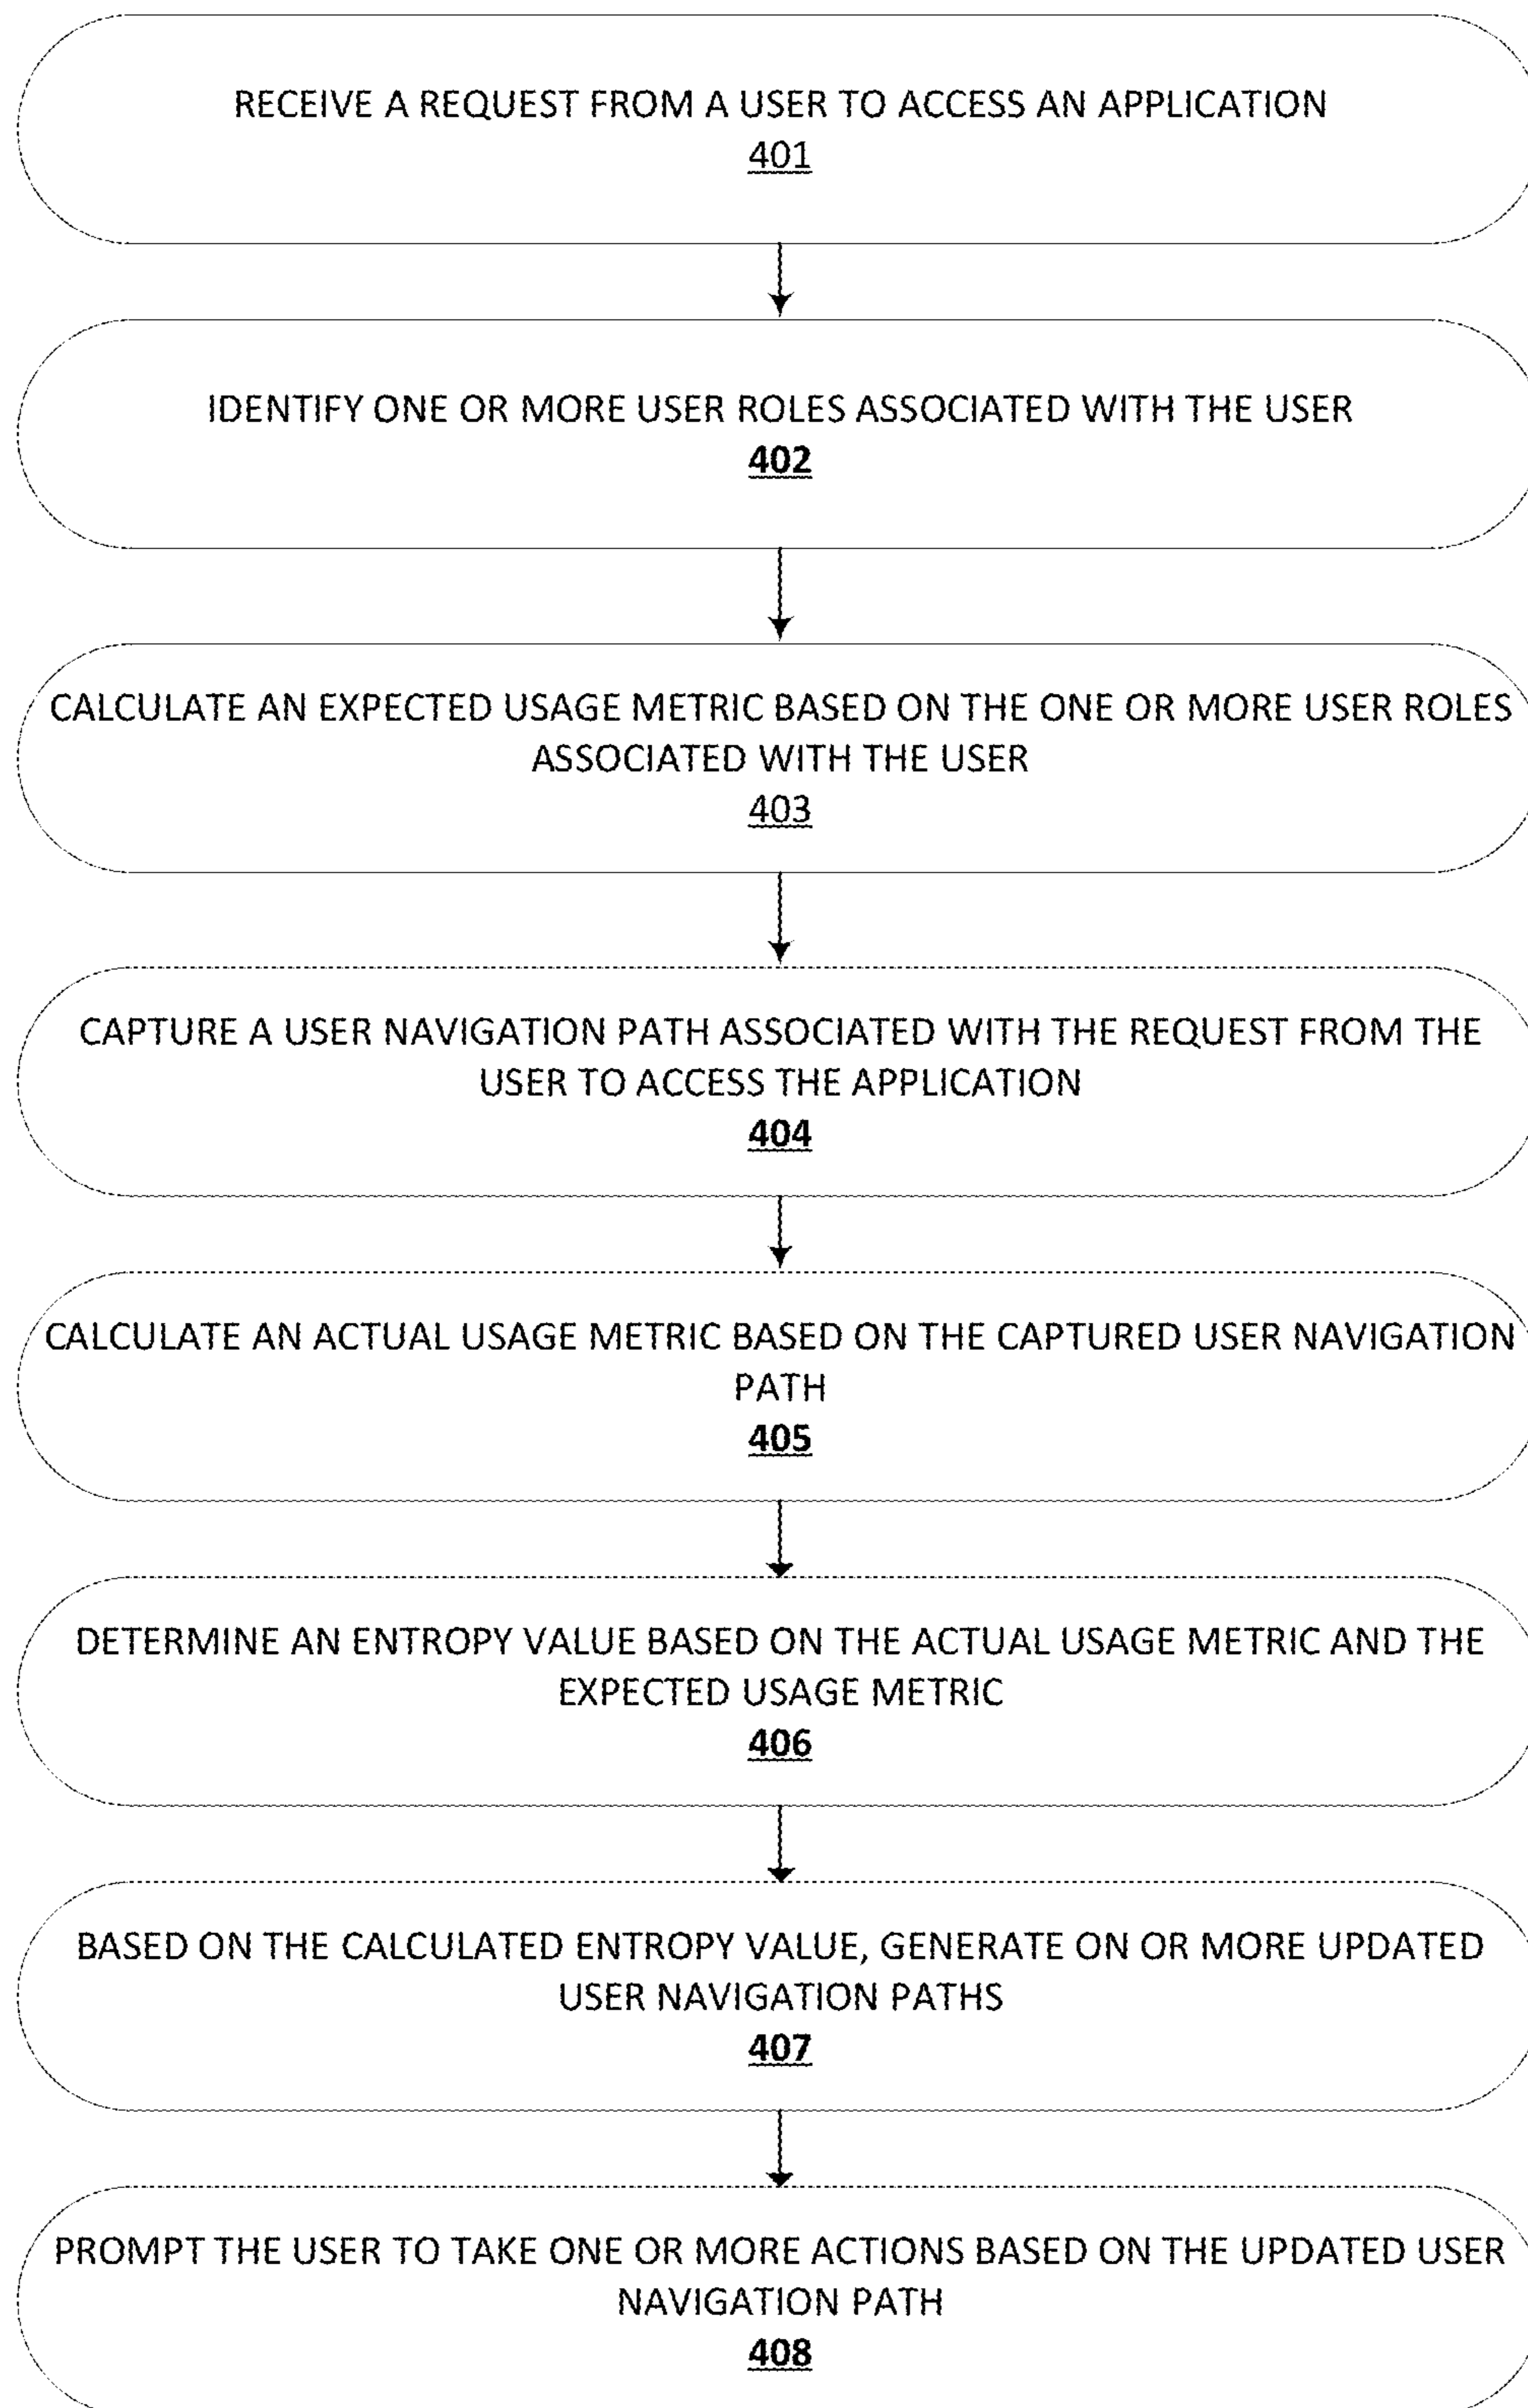 RECEIVE A REQUEST FROM A USER TO ACCESS AN APPLICATION
401
IDENTIFY ONE OR MORE USER ROLES ASSOCIATED WITH THE USER
402
CALCULATE AN EXPECTED USAGE METRIC BASED ON THE ONE OR MORE USER ROLES
ASSOCIATED WITH THE USER
403
CAPTURE A USER NAVIGATION PATH ASSOCIATED WITH THE REQUEST FROM THE
USER TO ACCESS THE APPLICATION
404
CALCULATE AN ACTUAL USAGE METRIC BASED ON THE CAPTURED USER NAVIGATION
PATH
405
DETERMINE AN ENTROPY VALUE BASED ON THE ACTUAL USAGE METRIC AND THE
EXPECTED USAGE METRIC
406
BASED ON THE CALCULATED ENTROPY VALUE, GENERATE ON OR MORE UPDATED
USER NAVIGATION PATHS
407
PROMPT THE USER TO TAKE ONE OR MORE ACTIONS BASED ON THE UPDATED USER
NAVIGATION PATH
408